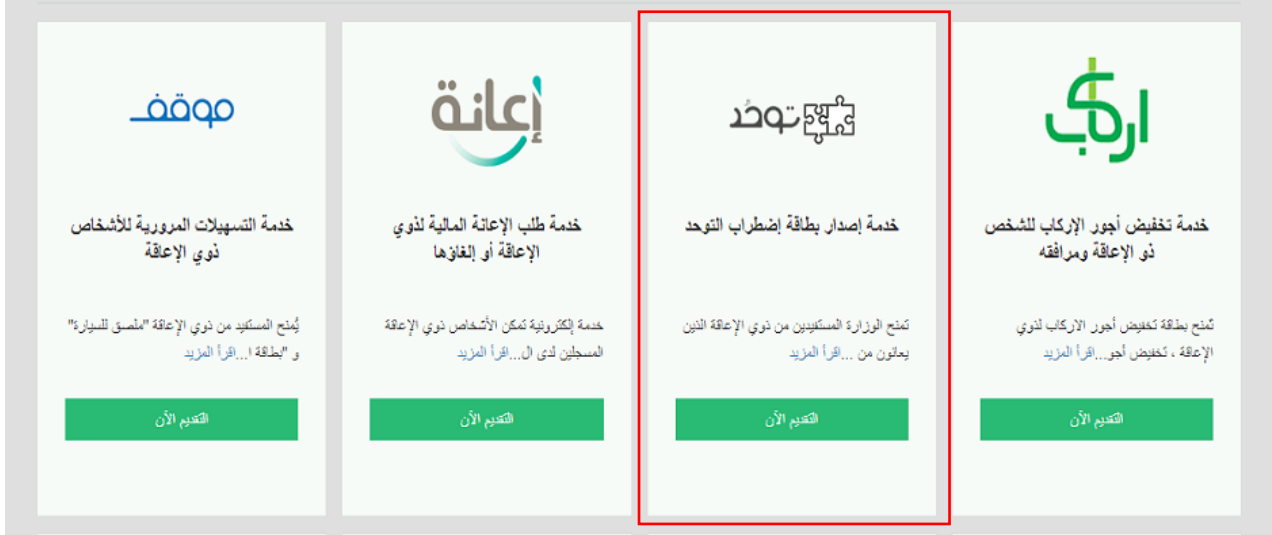 اركاب
خدمة تخفيض أجور الإركاب للشخص
ذو الإعاقة ومرافقه
تُمنح بطاقة تخفيض أجور الاركاب لذوي
الإعاقة ، تخفيض أجو...اقرأ المزيد
التقديم الآن
توحُد
خدمة إصدار بطاقة إضطراب التوحد
تمنح الوزارة المستفيدين من ذوي الإعاقة الذين
يعانون من ...اقرأ المزيد
التقديم الآن
إعانة
خدمة طلب الإعانة المالية لذوي
الإعاقة أو إلغاؤها
خدمة إلكترونية تمكن الأشخاص ذوي الإعاقة
المسجلين لدى ال...اقرأ المزيد
التقديم الآن
موقف
خدمة التسهيلات المرورية للأشخاص
ذوي الإعاقة
يُمنح المستفيد من ذوي الإعاقة "ملصق للسيارة"
و "بطاقة ا...اقرأ المزيد
التقديم الآن